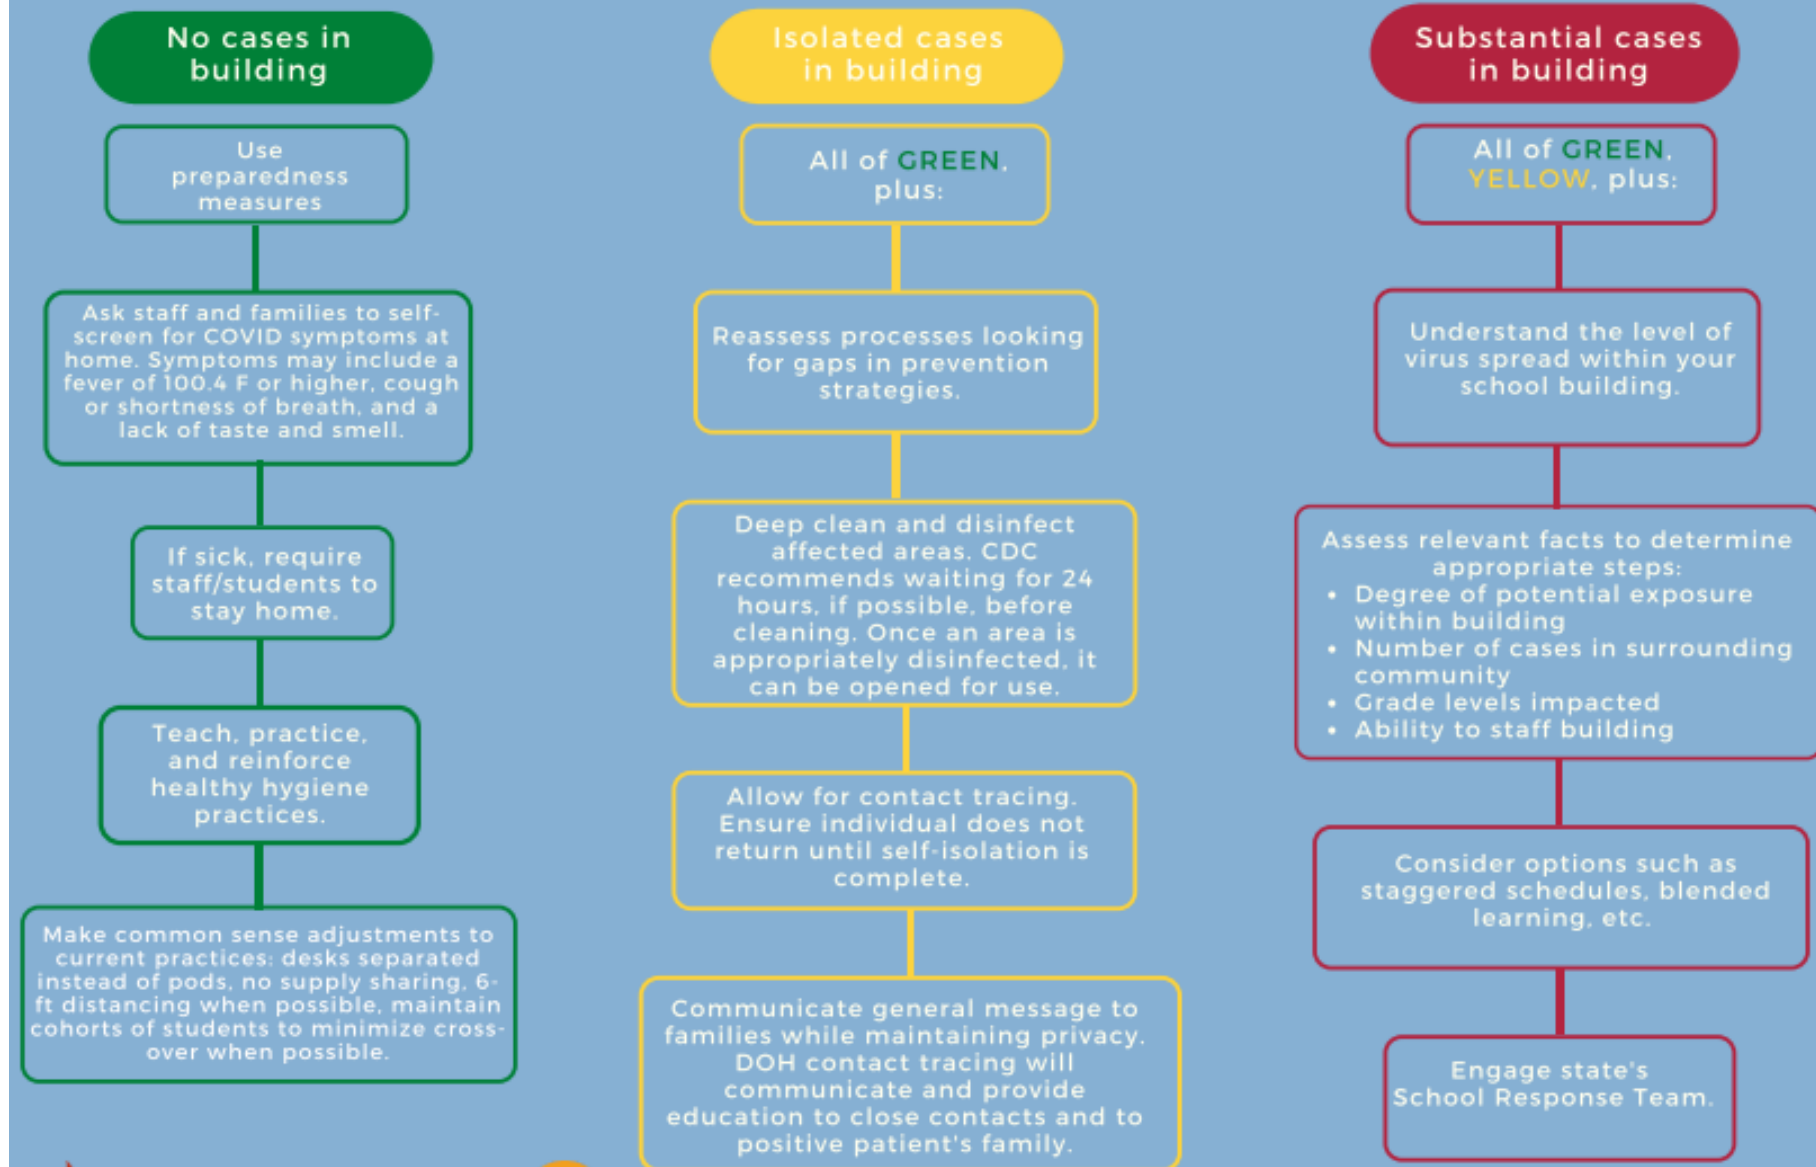 No cases in
building
Use
preparedness
measures
Ask staff and families to self-
screen for COVID symptoms at
home. Symptoms may include a
fever of 100.4 F or higher, cough
or shortness of breath, and a
lack of taste and smell.
If sick, require
staff/students to
stay home.
Teach, practice,
and reinforce
healthy hygiene
practices.
Make common sense adjustments to
current practices: desks separated
instead of pods, no supply sharing, 6-
ft distancing when possible, maintain
cohorts of students to minimize cross-
over when possible.
Isolated cases
in building
All of GREEN,
plus:
Reassess processes looking
for gaps in prevention
strategies.
Deep clean and disinfect
affected areas. CDC
recommends waiting for 24
hours, if possible, before
cleaning. Once an area is
appropriately disinfected, it
can be opened for use.
Allow for contact tracing.
Ensure individual does not
return until self-isolation is
complete.
Communicate general message to
families while maintaining privacy.
DOH contact tracing will
communicate and provide
education to close contacts and to
positive patient's family.
Substantial cases
in building
All of GREEN,
YELLOW, plus:
Understand the level of
virus spread within your
school building.
Assess relevant facts to determine
appropriate steps:
• Degree of potential exposure
within building
• Number of cases in surrounding
community
• Grade levels impacted
• Ability to staff building
Consider options such as
staggered schedules, blended
learning, etc.
Engage state's
School Response Team.